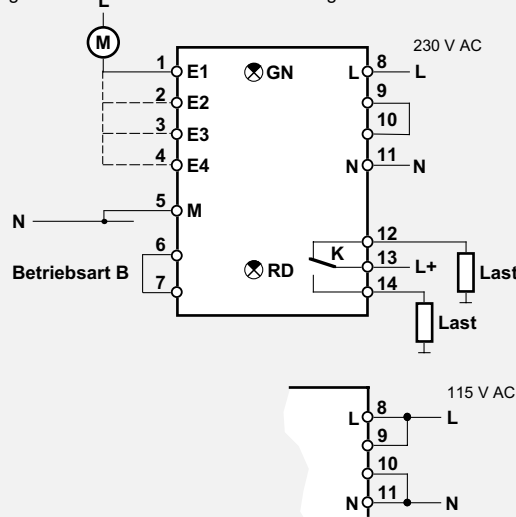 L
M
230 V AC
1 E1 GN L 8 L
2 E2 9
3 E3 10
4 E4 N 11 N
5 M
N
6 12
Betriebsart B K 13 L+
7 RD 14
Last
Last
115 V AC
L 8 L
9
10
N 11 N